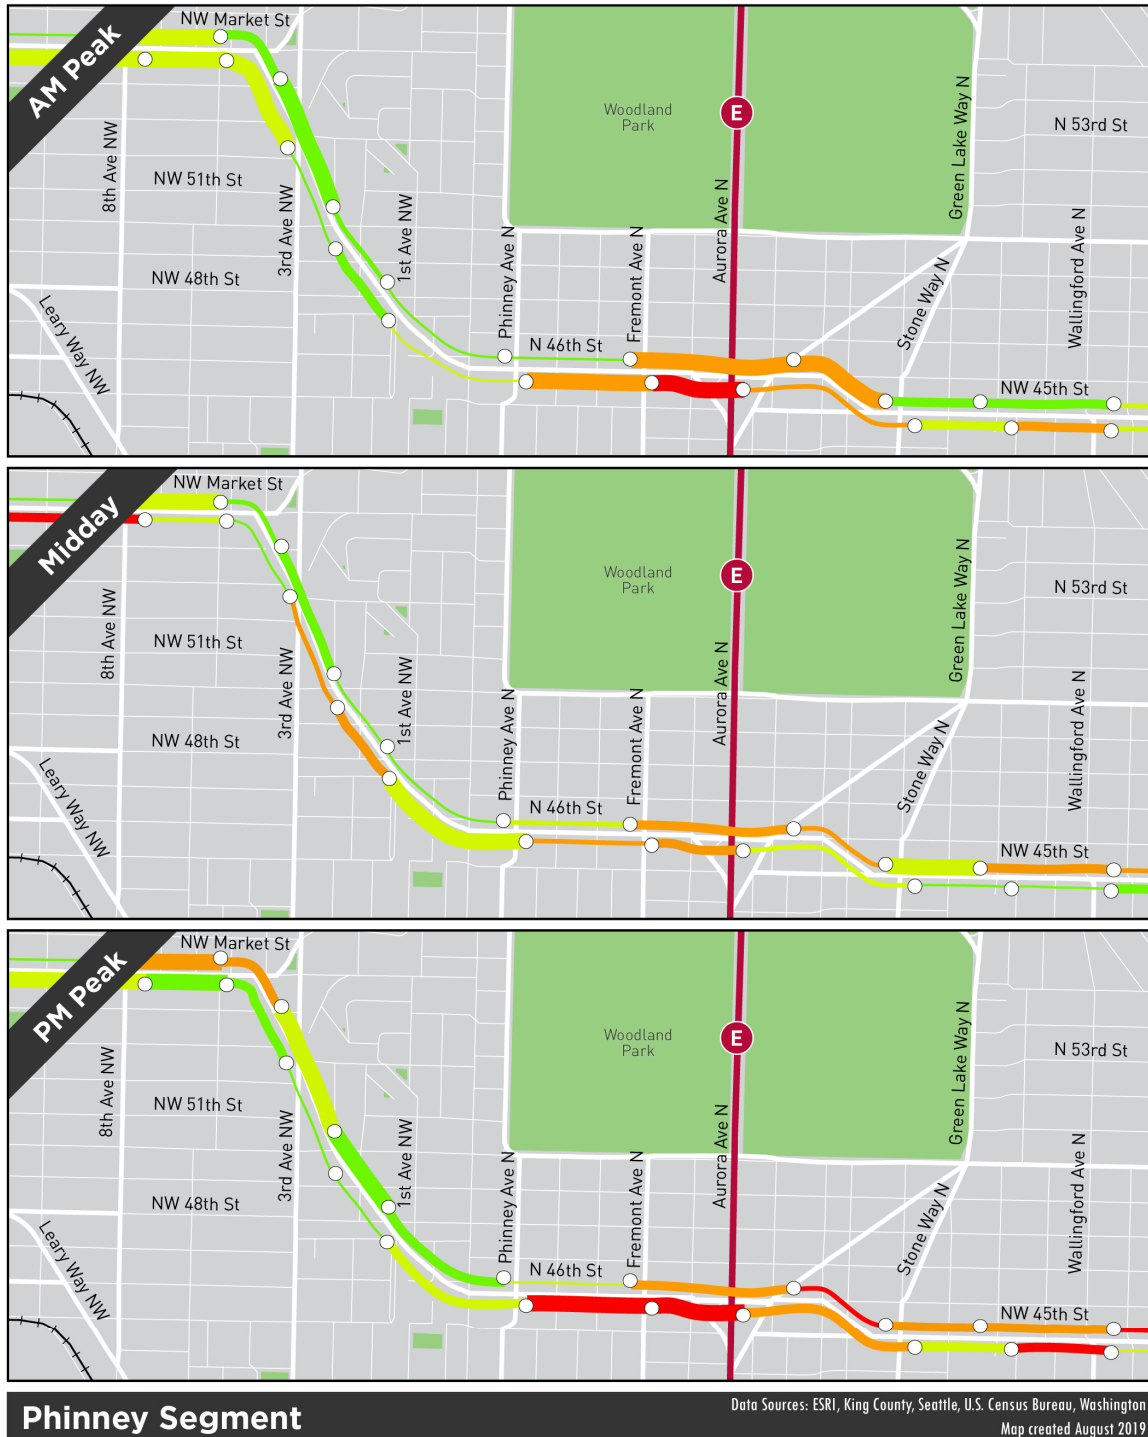 AM Peak
NW Market St
8th Ave NW
NW 51th St
3rd Ave NW
NW 48th St
Leary Way NW
1st Ave NW
Phinney Ave N
N 46th St
Fremont Ave N
Woodland
Park
E
Aurora Ave N
Green Lake Way N
N 53rd St
Stone Way N
Wallingford Ave N
NW 45th St
Midday
NW Market St
8th Ave NW
NW 51th St
3rd Ave NW
NW 48th St
Leary Way NW
1st Ave NW
Phinney Ave N
N 46th St
Fremont Ave N
Woodland
Park
E
Aurora Ave N
Green Lake Way N
N 53rd St
Stone Way N
Wallingford Ave N
NW 45th St
PM Peak
NW Market St
8th Ave NW
NW 51th St
3rd Ave NW
NW 48th St
Leary Way NW
1st Ave NW
Phinney Ave N
N 46th St
Fremont Ave N
Woodland
Park
E
Aurora Ave N
Green Lake Way N
N 53rd St
Stone Way N
Wallingford Ave N
NW 45th St
Phinney Segment
Data Sources: ESRI, King County, Seattle, U.S. Census Bureau, Washington
Map created August 2019